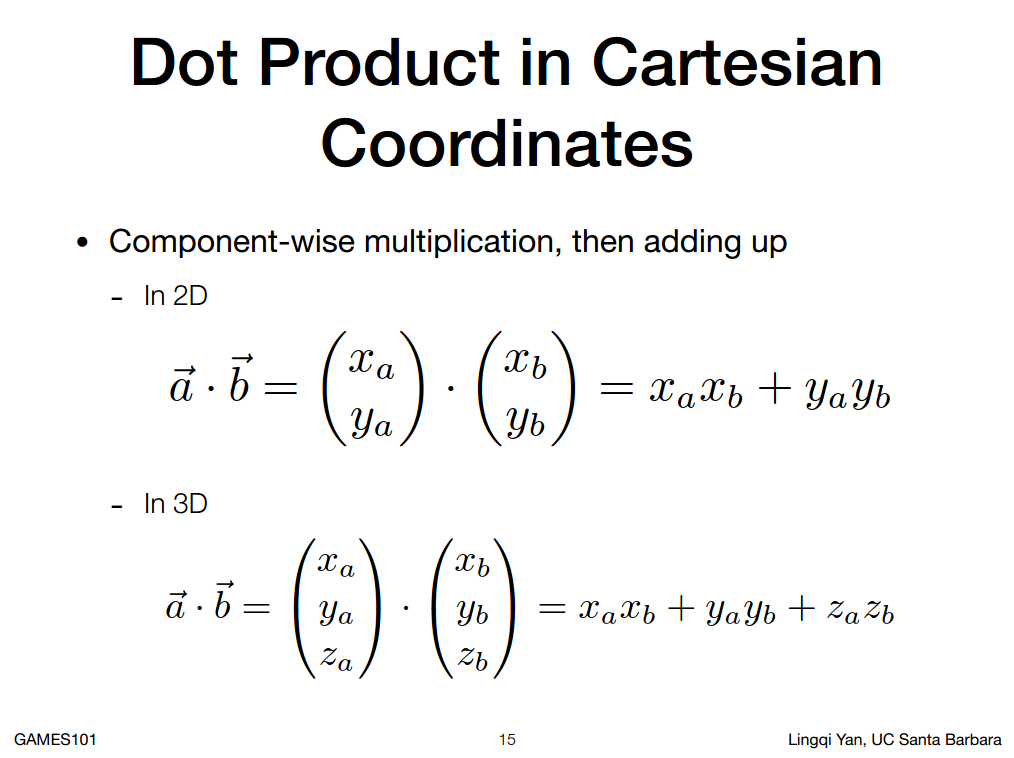 Dot Product in Cartesian
Coordinates
• Component-wise multiplication, then adding up
- In 2D
$\vec{a} \cdot \vec{b} = \begin{pmatrix} x_a \\ y_a \end{pmatrix} \cdot \begin{pmatrix} x_b \\ y_b \end{pmatrix} = x_a x_b + y_a y_b$
- In 3D
$\vec{a} \cdot \vec{b} = \begin{pmatrix} x_a \\ y_a \\ z_a \end{pmatrix} \cdot \begin{pmatrix} x_b \\ y_b \\ z_b \end{pmatrix} = x_a x_b + y_a y_b + z_a z_b$
GAMES101 15 Lingqi Yan, UC Santa Barbara